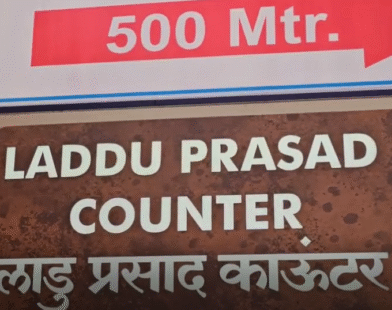 500 Mtr.
LADDU PRASAD
COUNTER
लाडु प्रसाद काऊंटर